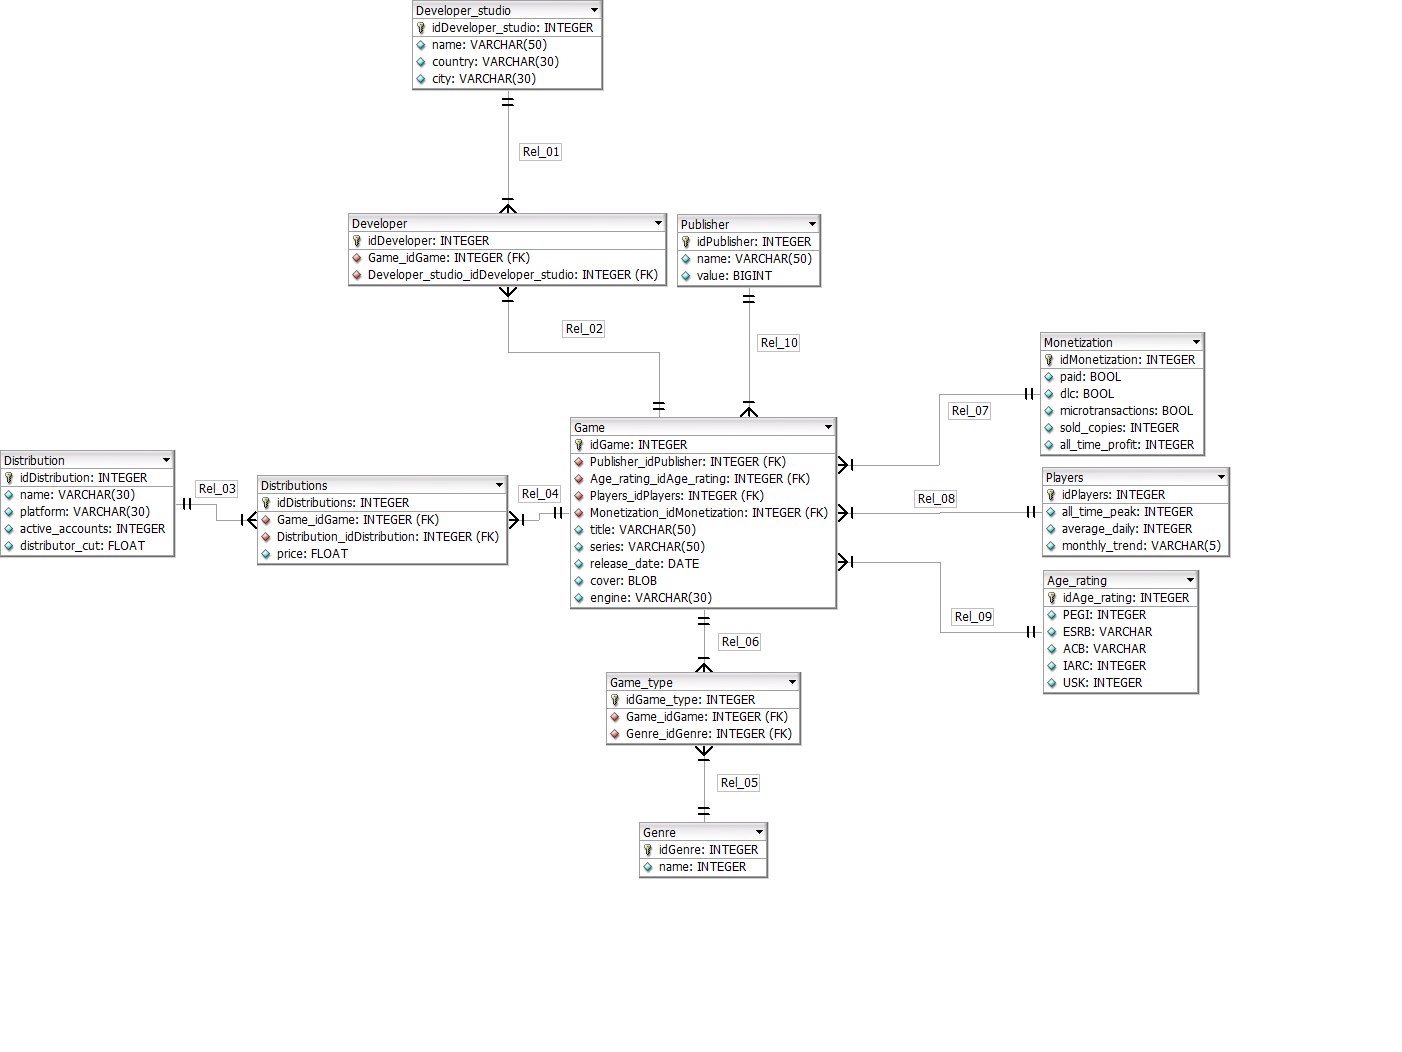 Developer_studio
idDeveloper_studio: INTEGER
name: VARCHAR(50)
country: VARCHAR(30)
city: VARCHAR(30)
Rel_01
Developer
idDeveloper: INTEGER
Game_idGame: INTEGER (FK)
Developer_studio_idDeveloper_studio: INTEGER (FK)
Publisher
idPublisher: INTEGER
name: VARCHAR(50)
value: BIGINT
Rel_02
Rel_10
Monetization
idMonetization: INTEGER
paid: BOOL
dlc: BOOL
microtransactions: BOOL
sold_copies: INTEGER
all_time_profit: INTEGER
Rel_07
Game
idGame: INTEGER
Publisher_idPublisher: INTEGER (FK)
Age_rating_idAge_rating: INTEGER (FK)
Players_idPlayers: INTEGER (FK)
Monetization_idMonetization: INTEGER (FK)
title: VARCHAR(50)
series: VARCHAR(50)
release_date: DATE
cover: BLOB
engine: VARCHAR(30)
Distribution
idDistribution: INTEGER
name: VARCHAR(30)
platform: VARCHAR(30)
active_accounts: INTEGER
distributor_cut: FLOAT
Rel_03
Distributions
idDistributions: INTEGER
Game_idGame: INTEGER (FK)
Distribution_idDistribution: INTEGER (FK)
price: FLOAT
Rel_04
Rel_08
Players
idPlayers: INTEGER
all_time_peak: INTEGER
average_daily: INTEGER
monthly_trend: VARCHAR(5)
Age_rating
idAge_rating: INTEGER
PEGI: INTEGER
ESRB: VARCHAR
ACB: VARCHAR
IARC: INTEGER
USK: INTEGER
Rel_09
Rel_06
Game_type
idGame_type: INTEGER
Game_idGame: INTEGER (FK)
Genre_idGenre: INTEGER (FK)
Rel_05
Genre
idGenre: INTEGER
name: INTEGER